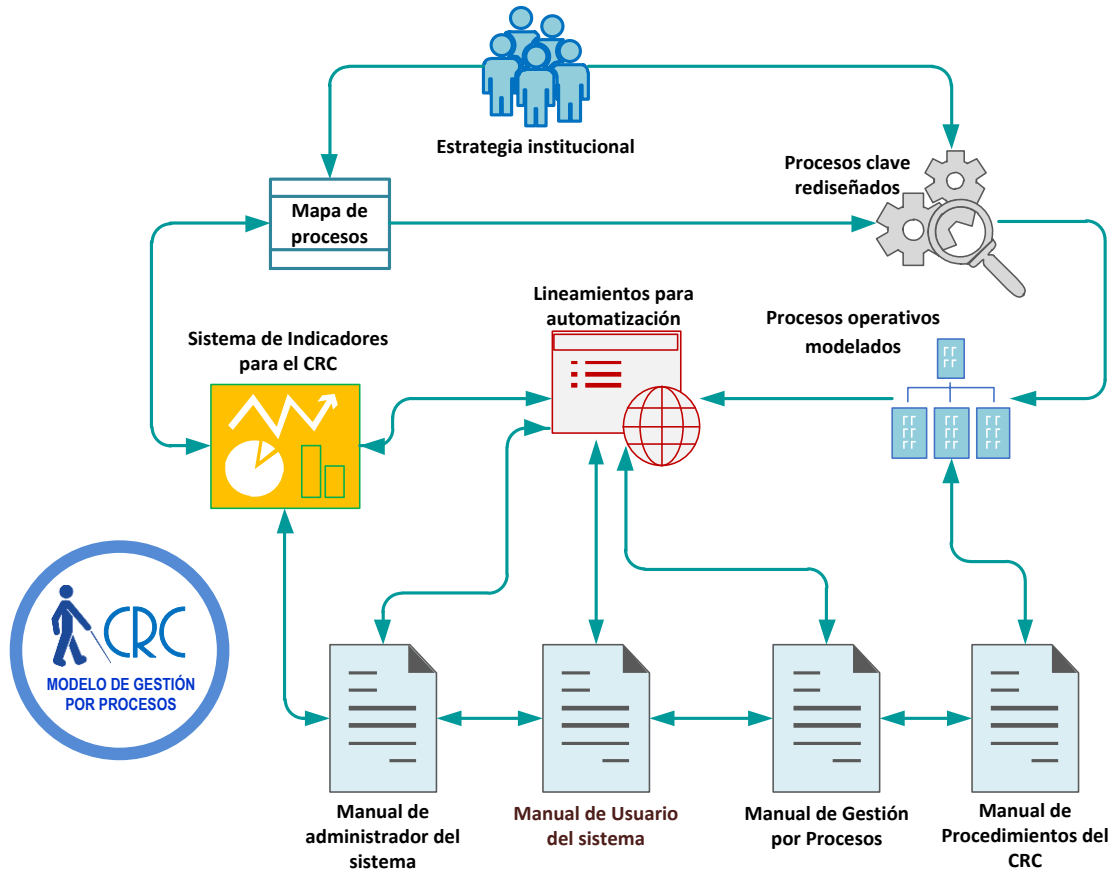 Estrategia institucional
Procesos clave
rediseñados
Mapa de
procesos
Lineamientos para
automatización
Procesos operativos
modelados
Sistema de Indicadores
para el CRC
CRC
MODELO DE GESTIÓN
POR PROCESOS
Manual de
administrador del
sistema
Manual de Usuario
del sistema
Manual de Gestión
por Procesos
Manual de
Procedimientos del
CRC